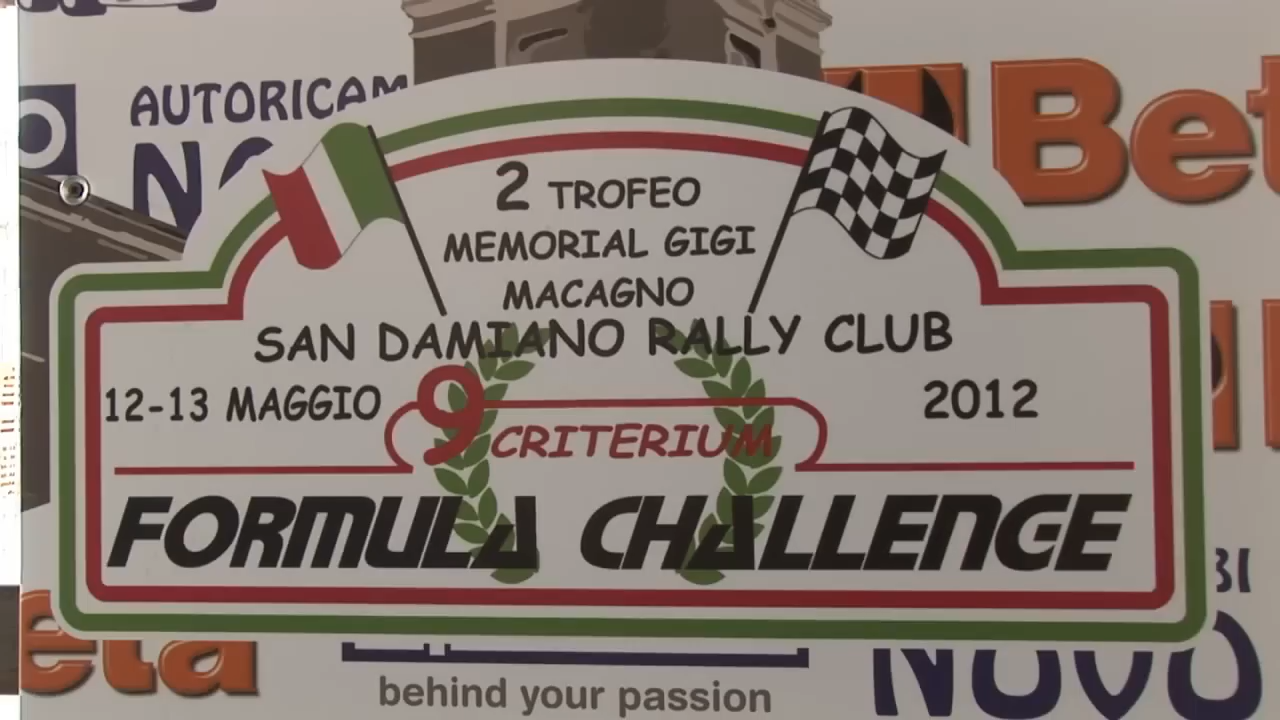 AUTORICAM
Bet
2 TROFEO
MEMORIAL GIGI
MACAGNO
SAN DAMIANO RALLY CLUB
12-13 MAGGIO
2012
9 CRITERIUM
FORMULA CHALLENGE
eta
NOVO
behind your passion